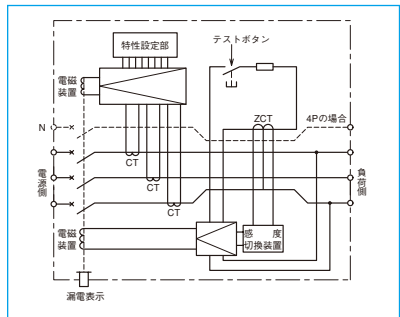 特性設定部
テストボタン
電磁
装置
N
ZCT
4Pの場合
CT
CT
CT
電源側
負荷側
電磁
装置
感度
切換装置
漏電表示